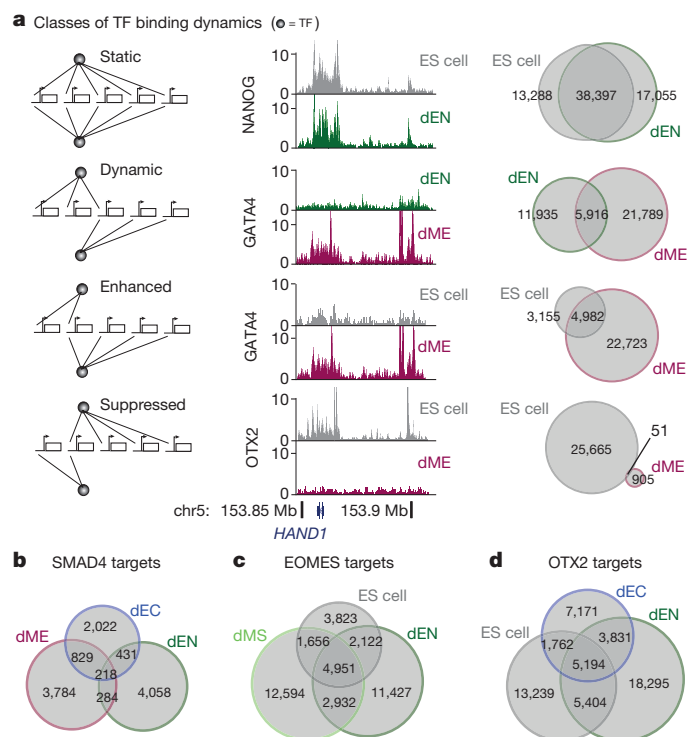 a Classes of TF binding dynamics ( = TF)
Static
NANOG
10
0
ES cell
10
0
dEN
ES cell
13,288
38,397
17,055
dEN
Dynamic
GATA4
10
0
dEN
10
0
dME
dEN
11,935
5,916
21,789
dME
Enhanced
GATA4
10
0
ES cell
10
0
dME
ES cell
3,155
4,982
22,723
dME
Suppressed
OTX2
10
0
ES cell
10
0
dME
ES cell
25,665
51
dME
905
chr5: 153.85 Mb 153.9 Mb
HAND1
b SMAD4 targets
dEC
dME
dEN
2,022
829
431
218
3,784
284
4,058
c EOMES targets
ES cell
dMS
dEN
3,823
1,656
2,122
4,951
12,594
2,932
11,427
d OTX2 targets
dEC
dEN
ES cell
7,171
1,762
3,831
5,194
13,239
5,404
18,295